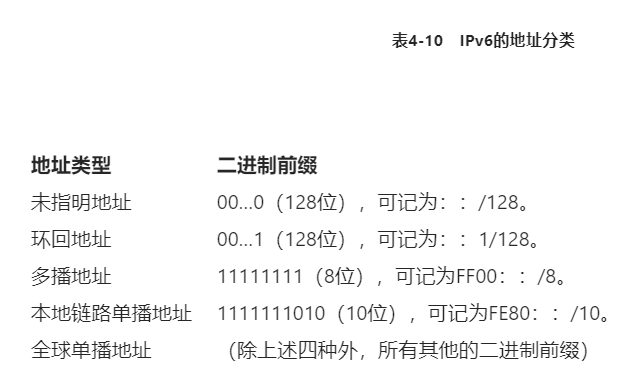 表4-10 IPv6的地址分类
地址类型 二进制前缀
未指明地址 00…0（128位），可记为：：/128。
环回地址 00…1（128位），可记为：：1/128。
多播地址 11111111（8位），可记为FF00：：/8。
本地链路单播地址 1111111010（10位），可记为FE80：：/10。
全球单播地址 （除上述四种外，所有其他的二进制前缀）